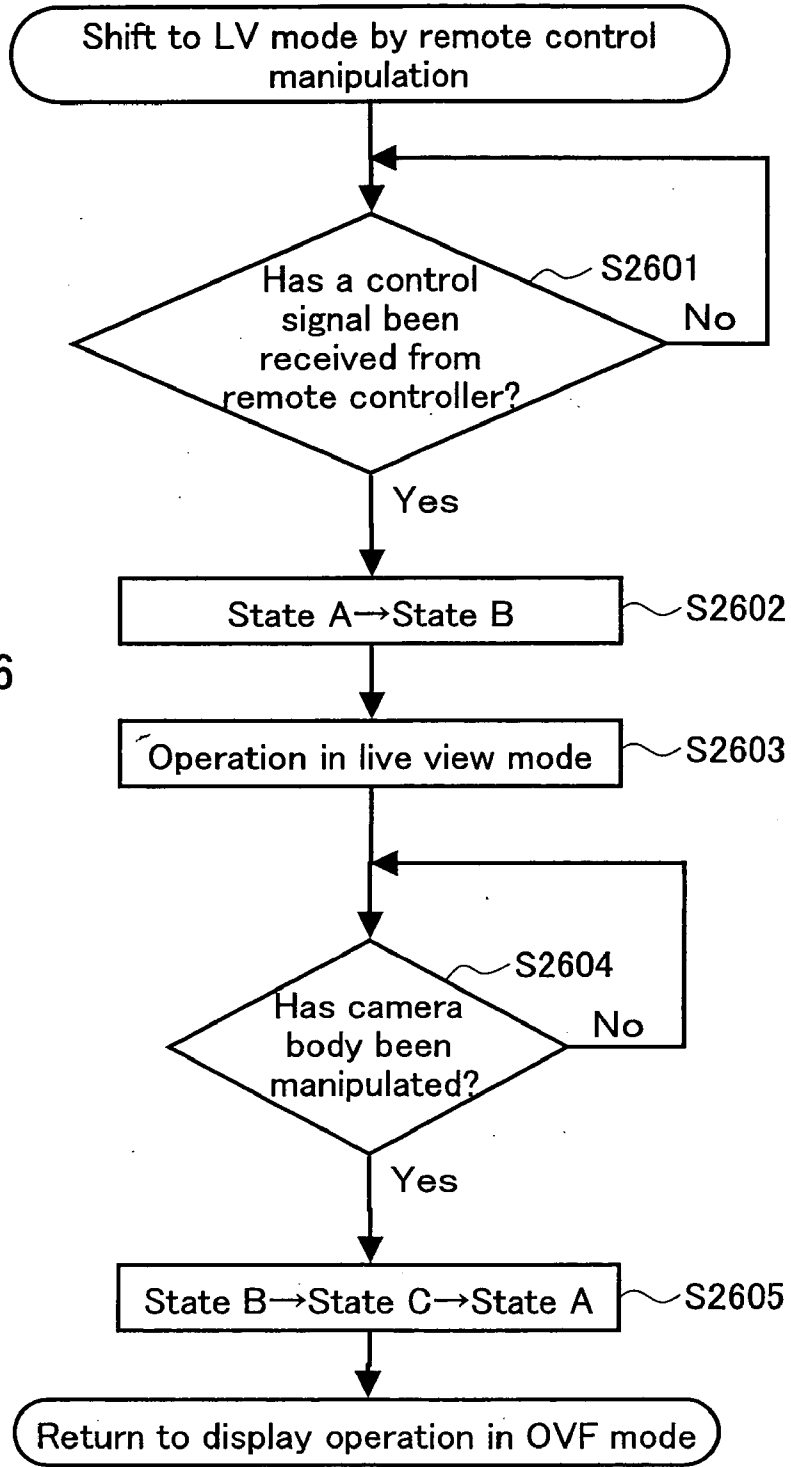 Shift to LV mode by remote control
manipulation
Has a control
signal been
received from
remote controller?
S2601
No
Yes
State A→State B
S2602
6
Operation in live view mode
S2603
Has camera
body been
manipulated?
S2604
No
Yes
State B→State C→State A
S2605
Return to display operation in OVF mode